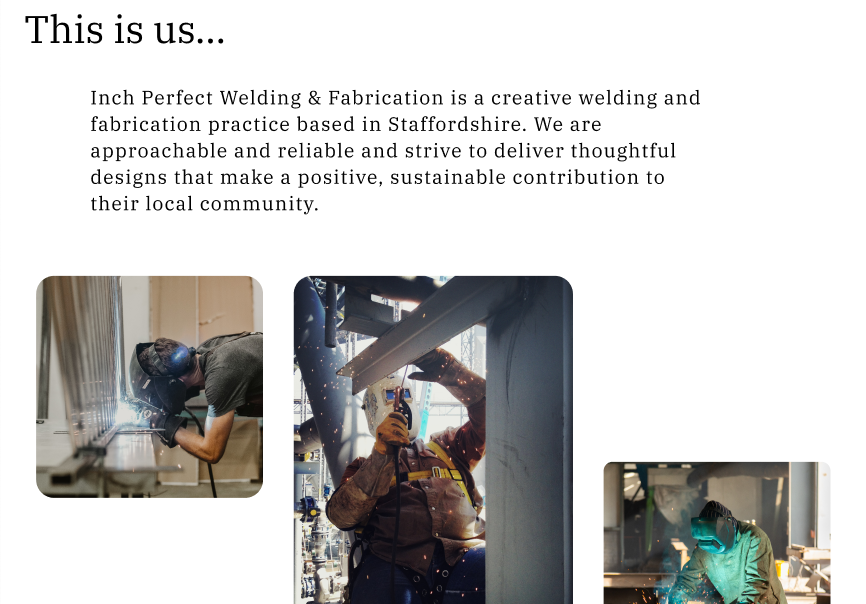 This is us...
Inch Perfect Welding & Fabrication is a creative welding and
fabrication practice based in Staffordshire. We are
approachable and reliable and strive to deliver thoughtful
designs that make a positive, sustainable contribution to
their local community.